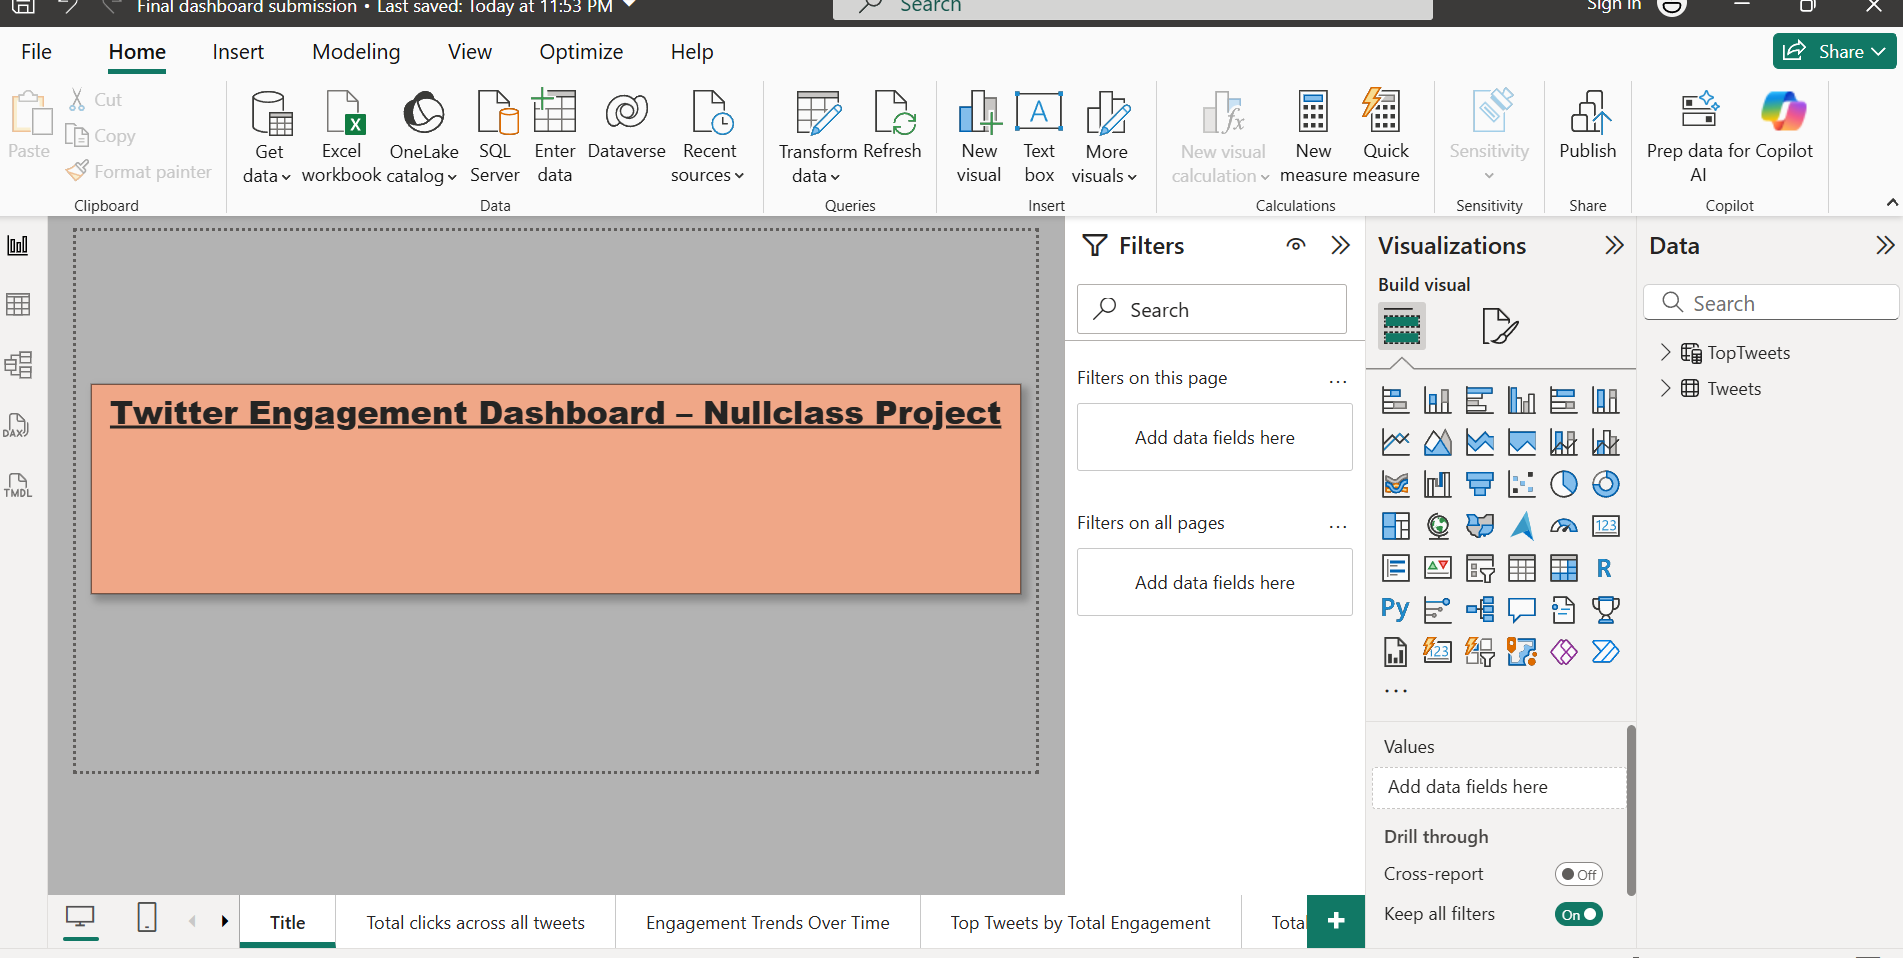 Final dashboard submission • Last saved: Today at 11:53 PM
Search
Sign in
File Home Insert Modeling View Optimize Help
Share
Paste
Cut
Copy
Format painter
Clipboard
Get data
Excel workbook
OneLake catalog
SQL Server
Enter data
Dataverse
Recent sources
Data
Transform data
Refresh
Queries
New visual
Text box
More visuals
Insert
New visual calculation
New measure
Quick measure
Calculations
Sensitivity
Sensitivity
Publish
Share
Prep data for AI
Copilot
Copilot
DAX
TMDL
Twitter Engagement Dashboard – Nullclass Project
Filters
Search
Filters on this page ...
Add data fields here
Filters on all pages ...
Add data fields here
Visualizations
Build visual
123
R
Py
123
...
Values
Add data fields here
Drill through
Cross-report Off
Keep all filters On
Data
Search
TopTweets
Tweets
Title
Total clicks across all tweets
Engagement Trends Over Time
Top Tweets by Total Engagement
Total